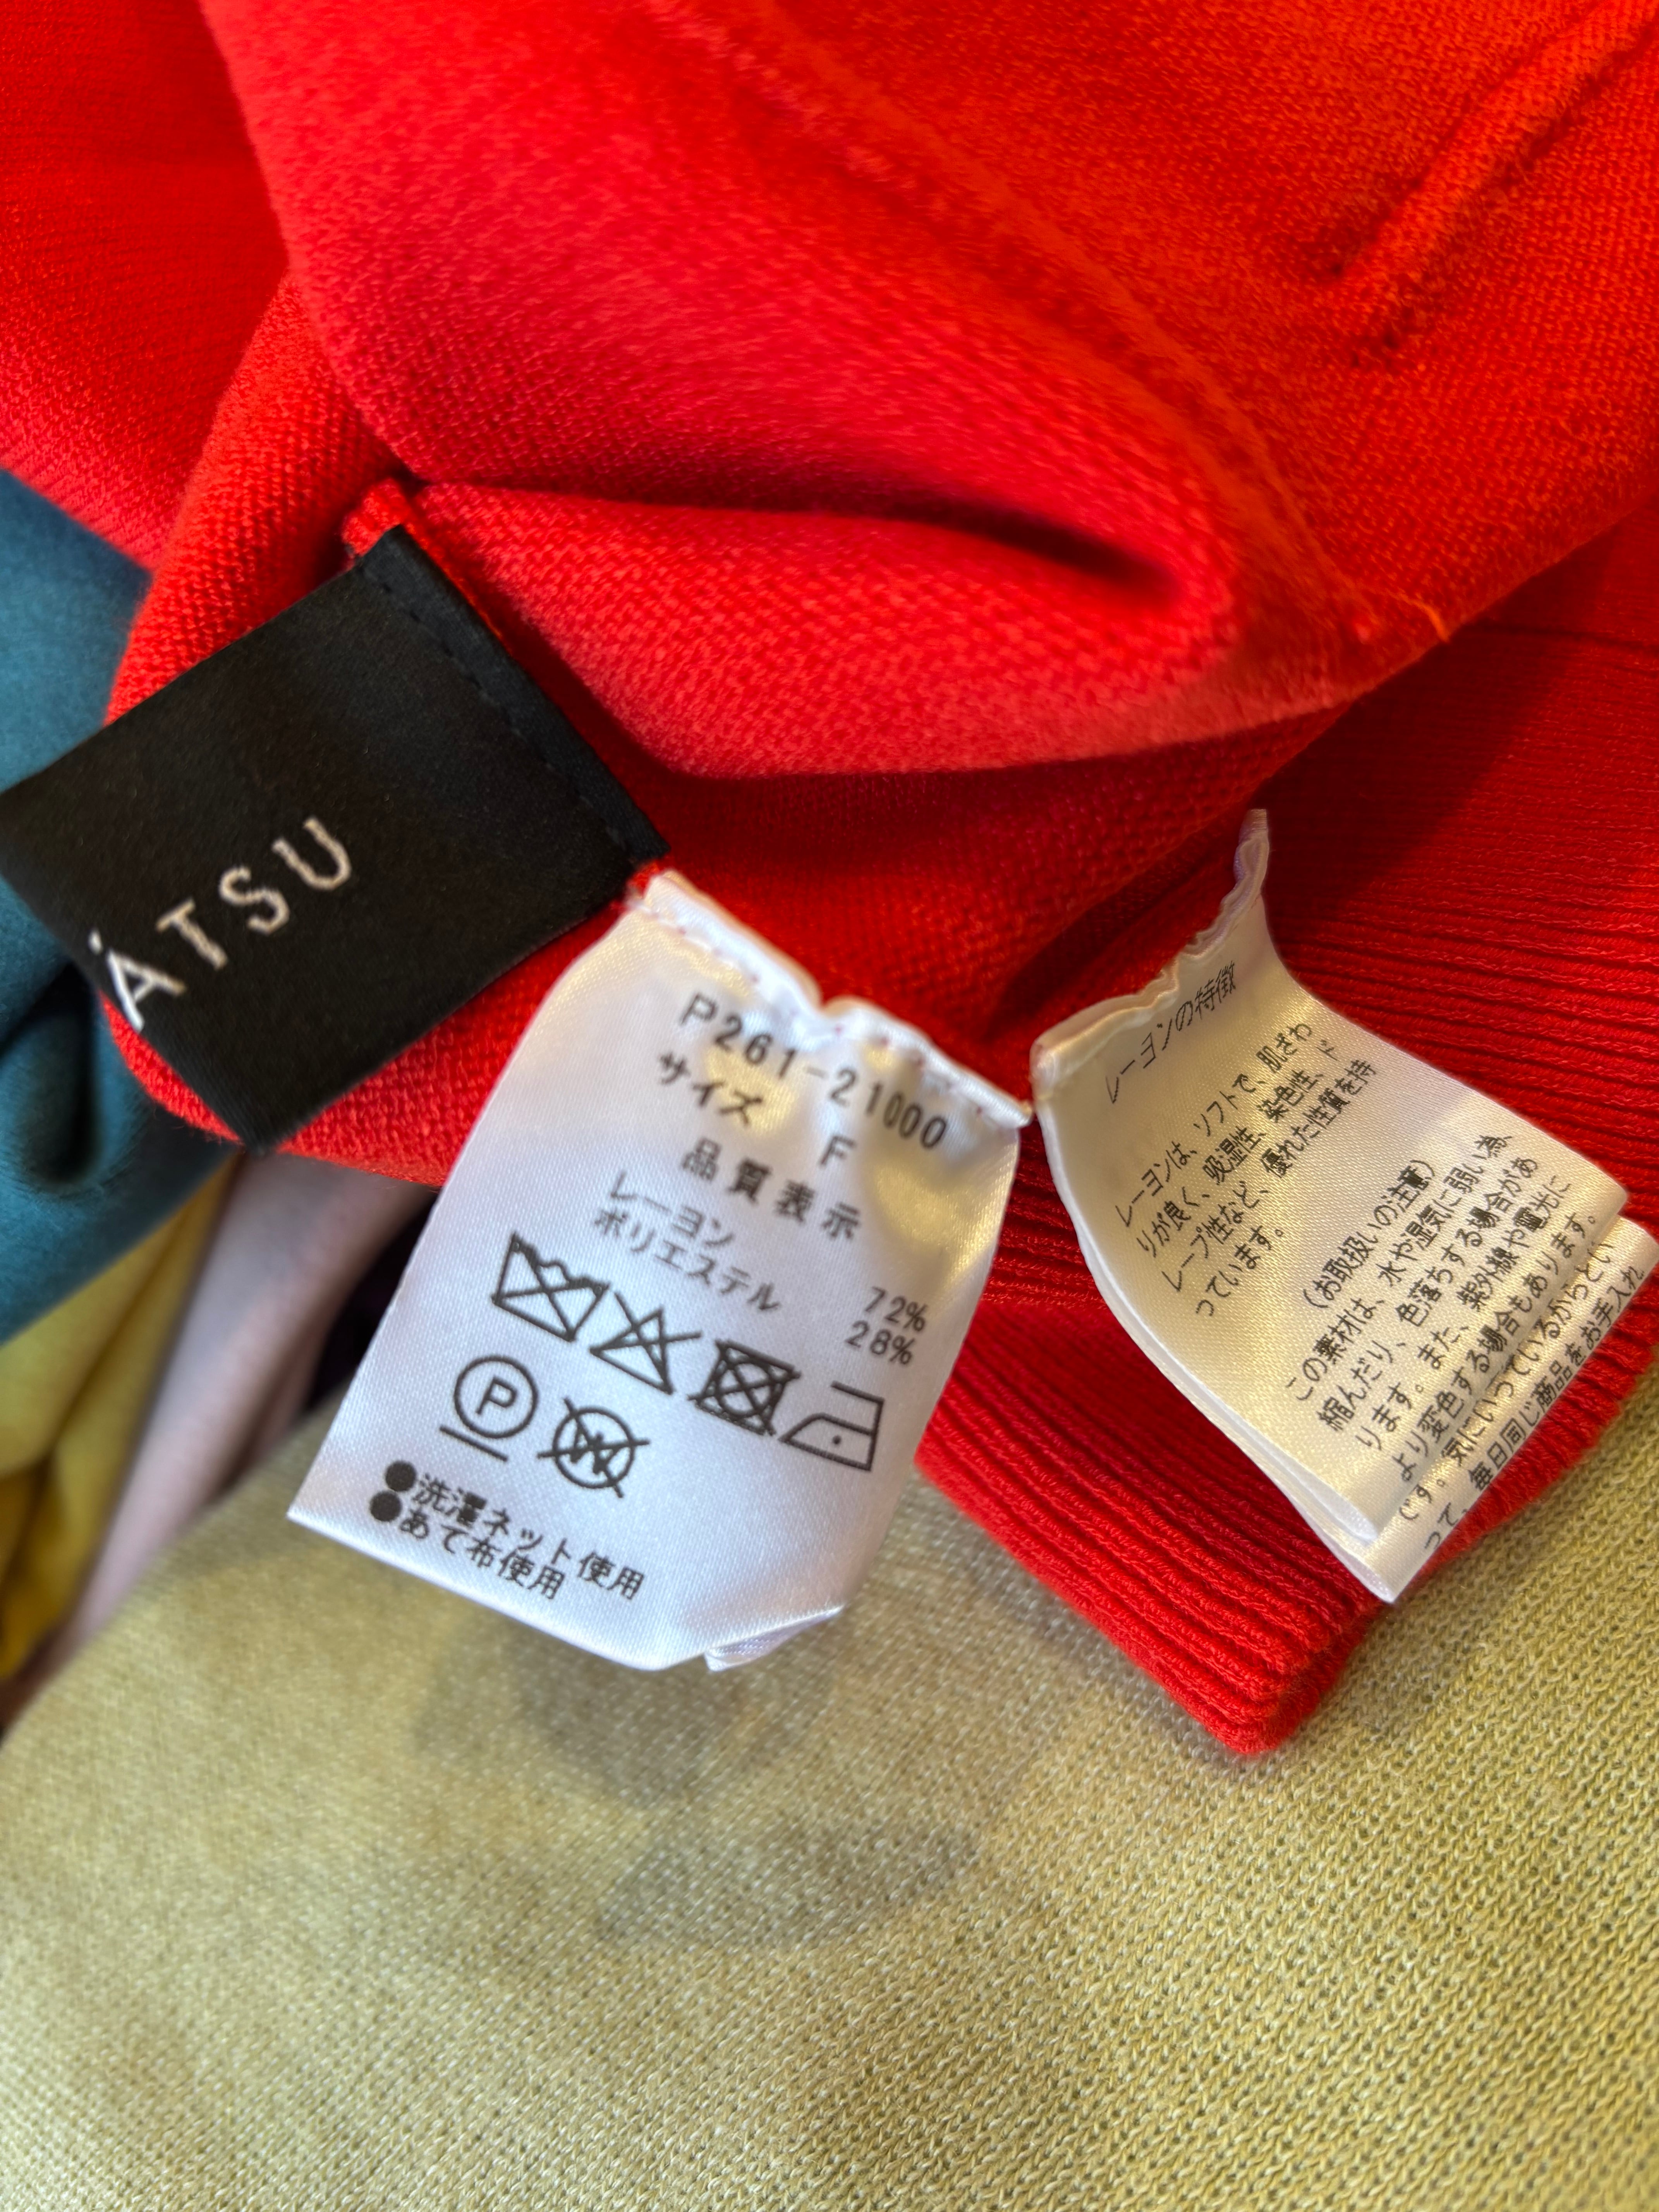 ÁTSU
P261-21000
サイズ F
品質表示
レーヨン 72%
ポリエステル 28%
P
W
●洗濯ネット使用
●あて布使用
レーヨンの特徴
レーヨンは、ソフトで、肌ざわ
りが良く、吸湿性、染色性、ド
レープ性など、優れた性質を持
っています。
(お取扱いの注意)
この素材は、水や湿気に弱い為、
縮んだり、色落ちする場合があ
ります。また、紫外線や電光に
より変色する場合もあります。
気にいっているからとい
って、毎日同じ商品をお手入れ